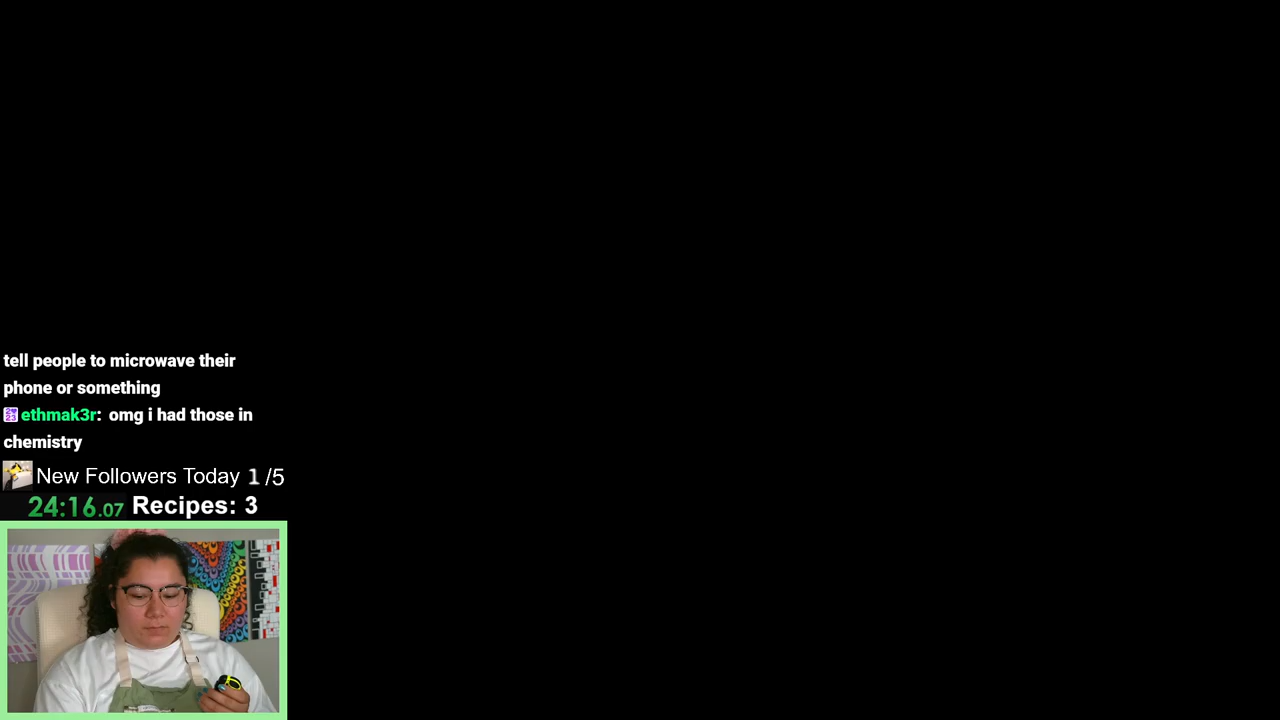 tell people to microwave their
phone or something
ethmak3r: omg i had those in
chemistry
New Followers Today 1 /5
24:16.07 Recipes: 3